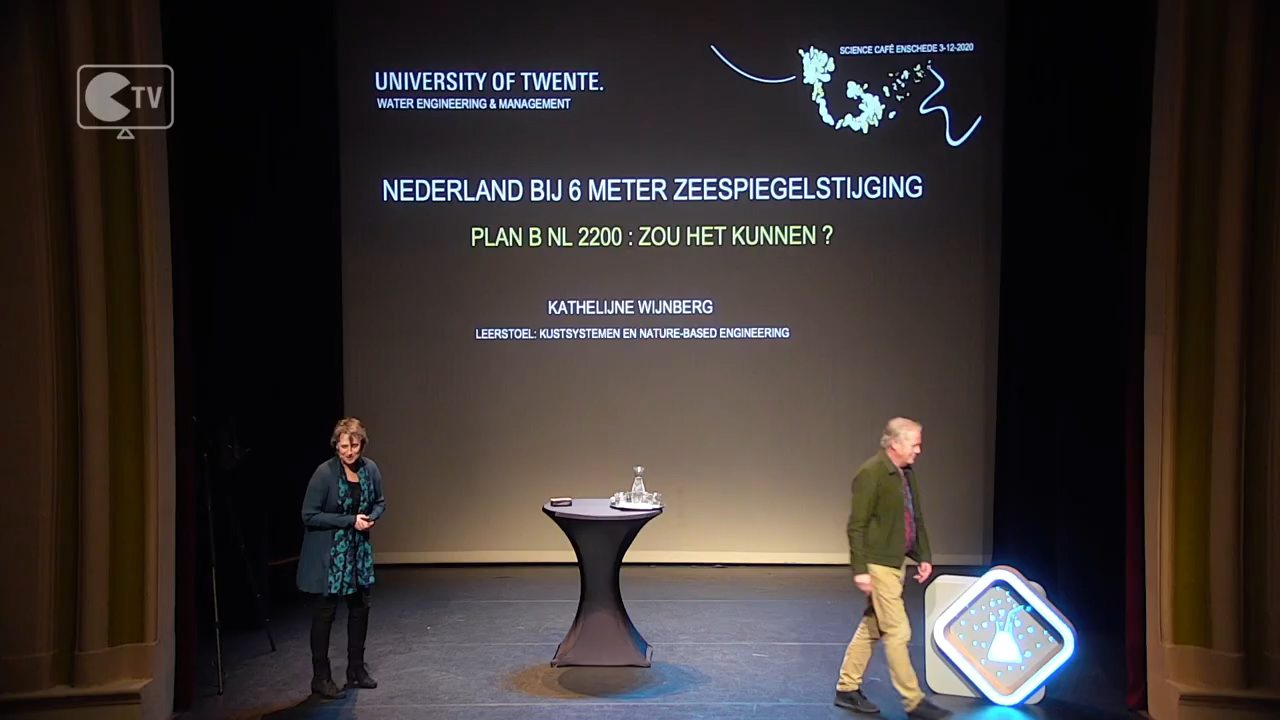 TV
SCIENCE CAFÉ ENSCHEDE 3-12-2020
UNIVERSITY OF TWENTE.
WATER ENGINEERING & MANAGEMENT
NEDERLAND BIJ 6 METER ZEESPIEGELSTIJGING
PLAN B NL 2200 : ZOU HET KUNNEN ?
KATHELIJNE WIJNBERG
LEERSTOEL: KUSTSYSTEMEN EN NATURE-BASED ENGINEERING